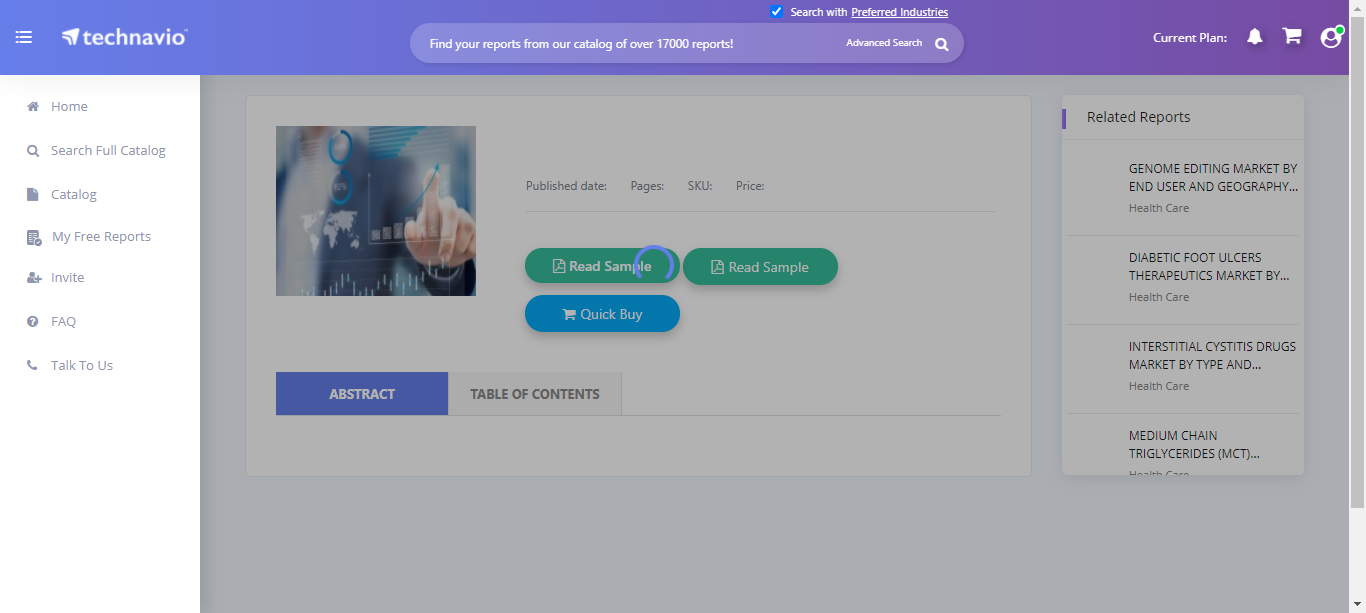 Search with Preferred Industries
technavio
Find your reports from our catalog of over 17000 reports!
Advanced Search
Current Plan:
Home
Search Full Catalog
Catalog
My Free Reports
Invite
FAQ
Talk To Us
62%
Published date: Pages: SKU: Price:
Read Sample
Read Sample
Quick Buy
ABSTRACT
TABLE OF CONTENTS
Related Reports
GENOME EDITING MARKET BY
END USER AND GEOGRAPHY...
Health Care
DIABETIC FOOT ULCERS
THERAPEUTICS MARKET BY...
Health Care
INTERSTITIAL CYSTITIS DRUGS
MARKET BY TYPE AND...
Health Care
MEDIUM CHAIN
TRIGLYCERIDES (MCT)...
Health Care